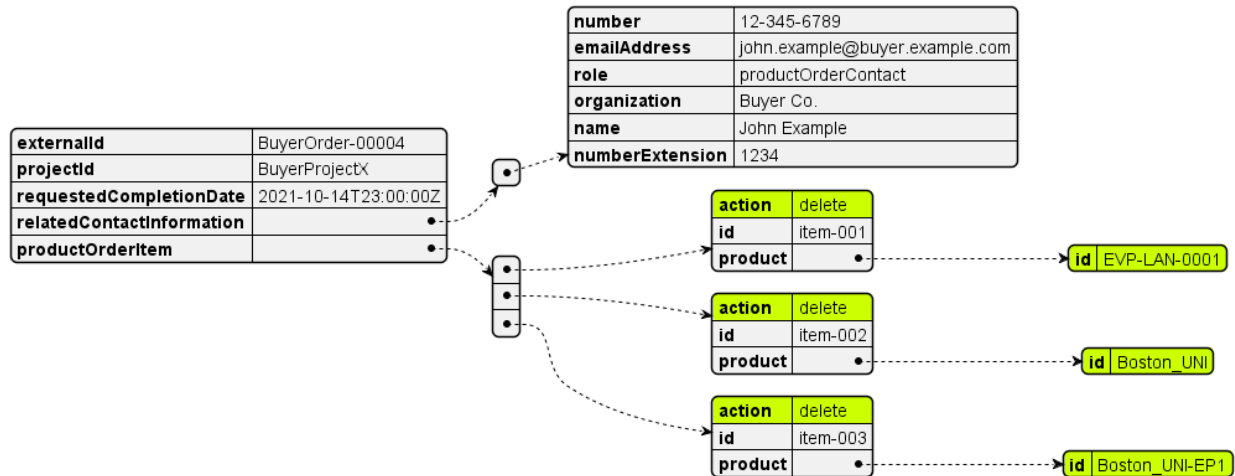 number 12-345-6789
emailAddress john.example@buyer.example.com
role productOrderContact
organization Buyer Co.
name John Example
numberExtension 1234
externalId BuyerOrder-00004
projectId BuyerProjectX
requestedCompletionDate 2021-10-14T23:00:00Z
relatedContactInformation
productOrderItem
action delete
id item-001
product
id EVP-LAN-0001
action delete
id item-002
product
id Boston_UNI
action delete
id item-003
product
id Boston_UNI-EP1